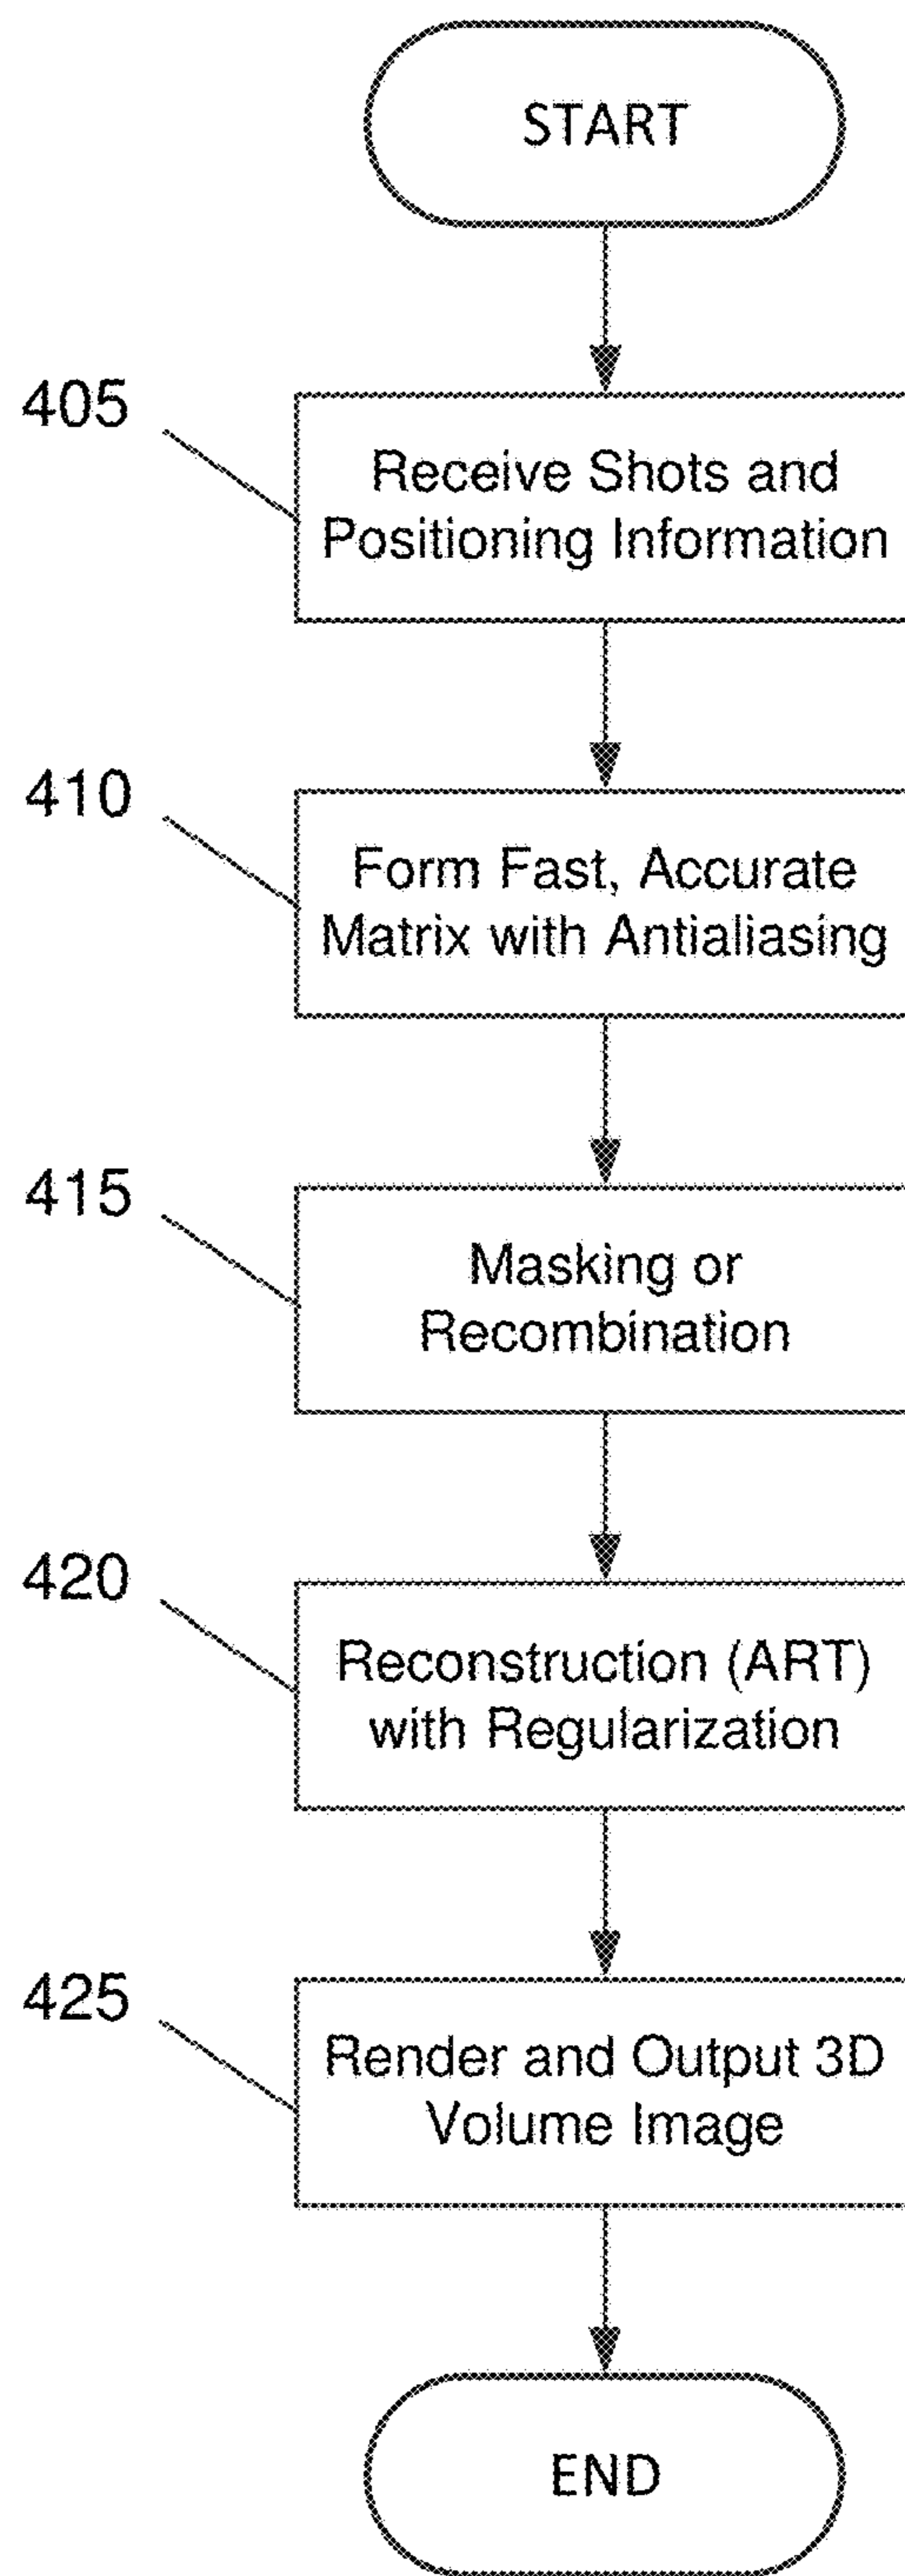 START
405
Receive Shots and
Positioning Information
410
Form Fast, Accurate
Matrix with Antialiasing
415
Masking or
Recombination
420
Reconstruction (ART)
with Regularization
425
Render and Output 3D
Volume Image
END